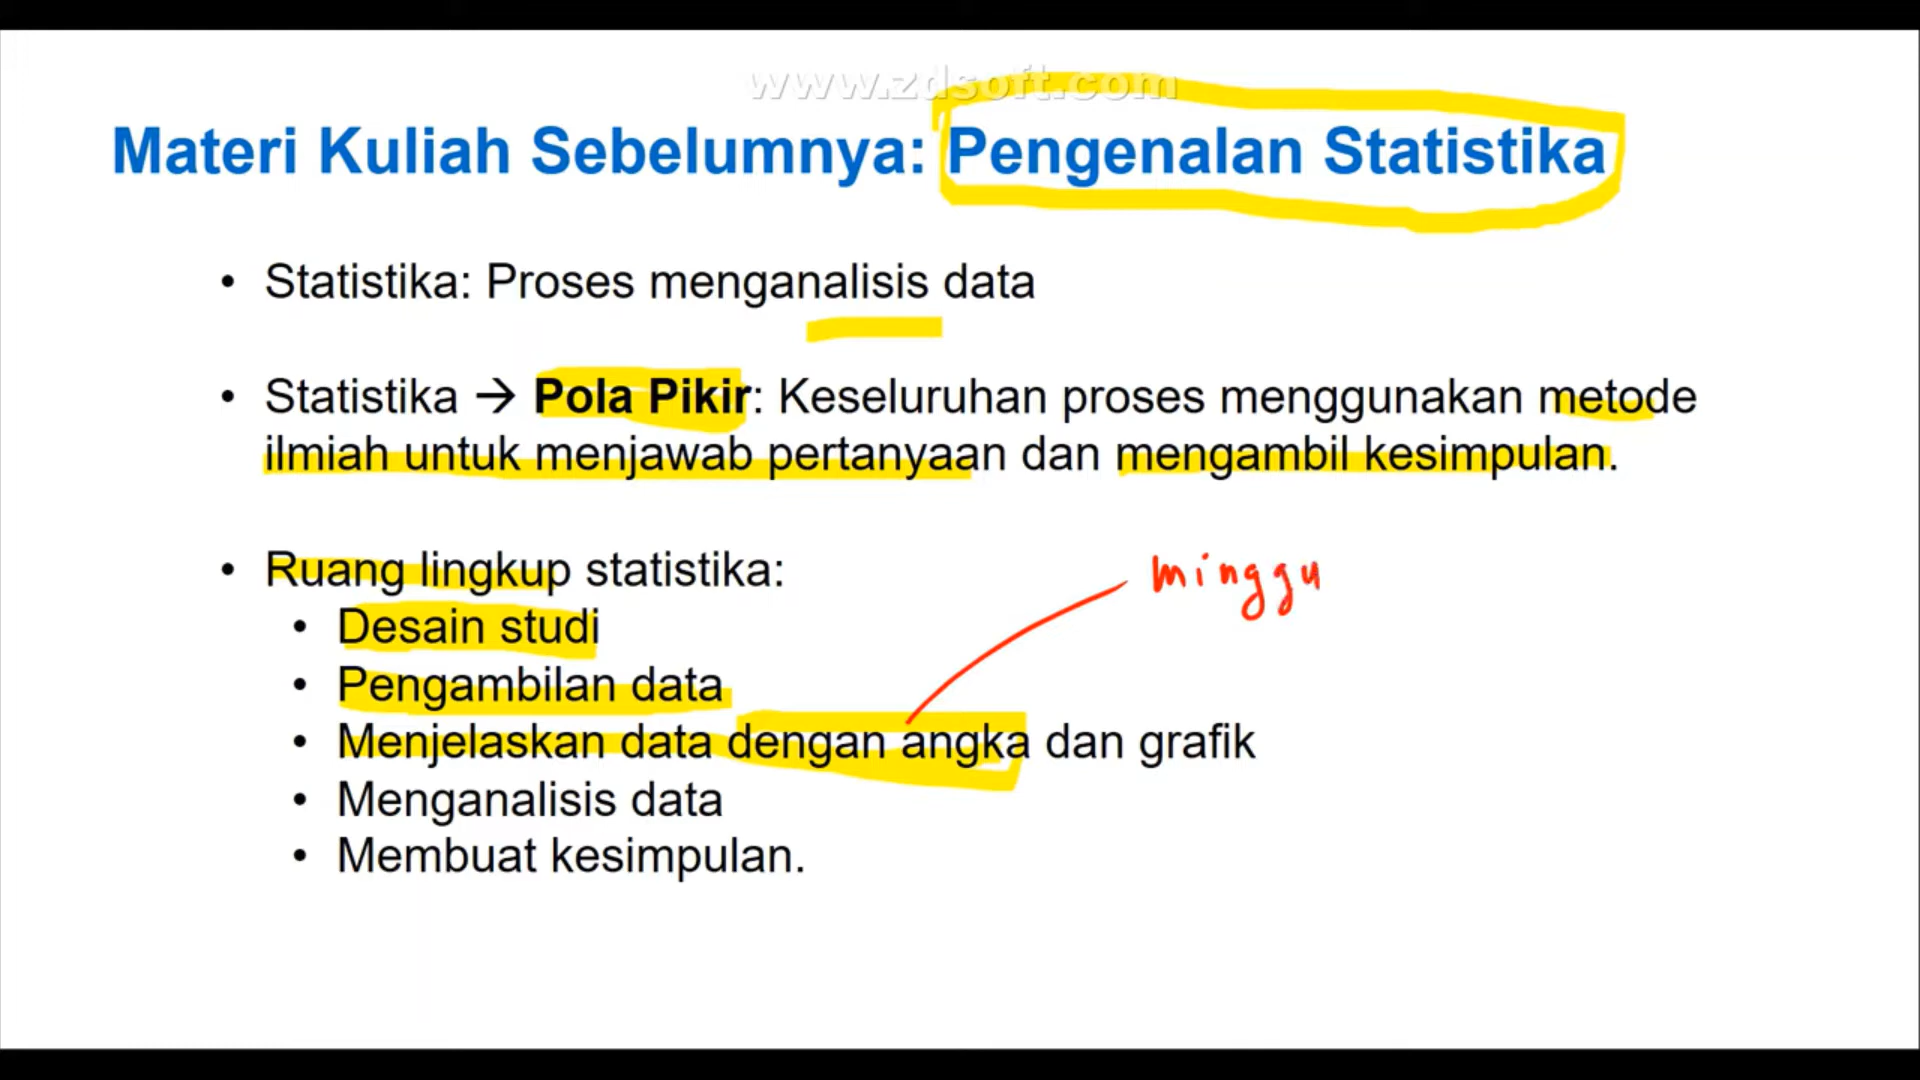 www.zdsoft.com
Materi Kuliah Sebelumnya: Pengenalan Statistika
• Statistika: Proses menganalisis data
• Statistika → Pola Pikir: Keseluruhan proses menggunakan metode
ilmiah untuk menjawab pertanyaan dan mengambil kesimpulan.
• Ruang lingkup statistika:
minggu
• Desain studi
• Pengambilan data
• Menjelaskan data dengan angka dan grafik
• Menganalisis data
• Membuat kesimpulan.